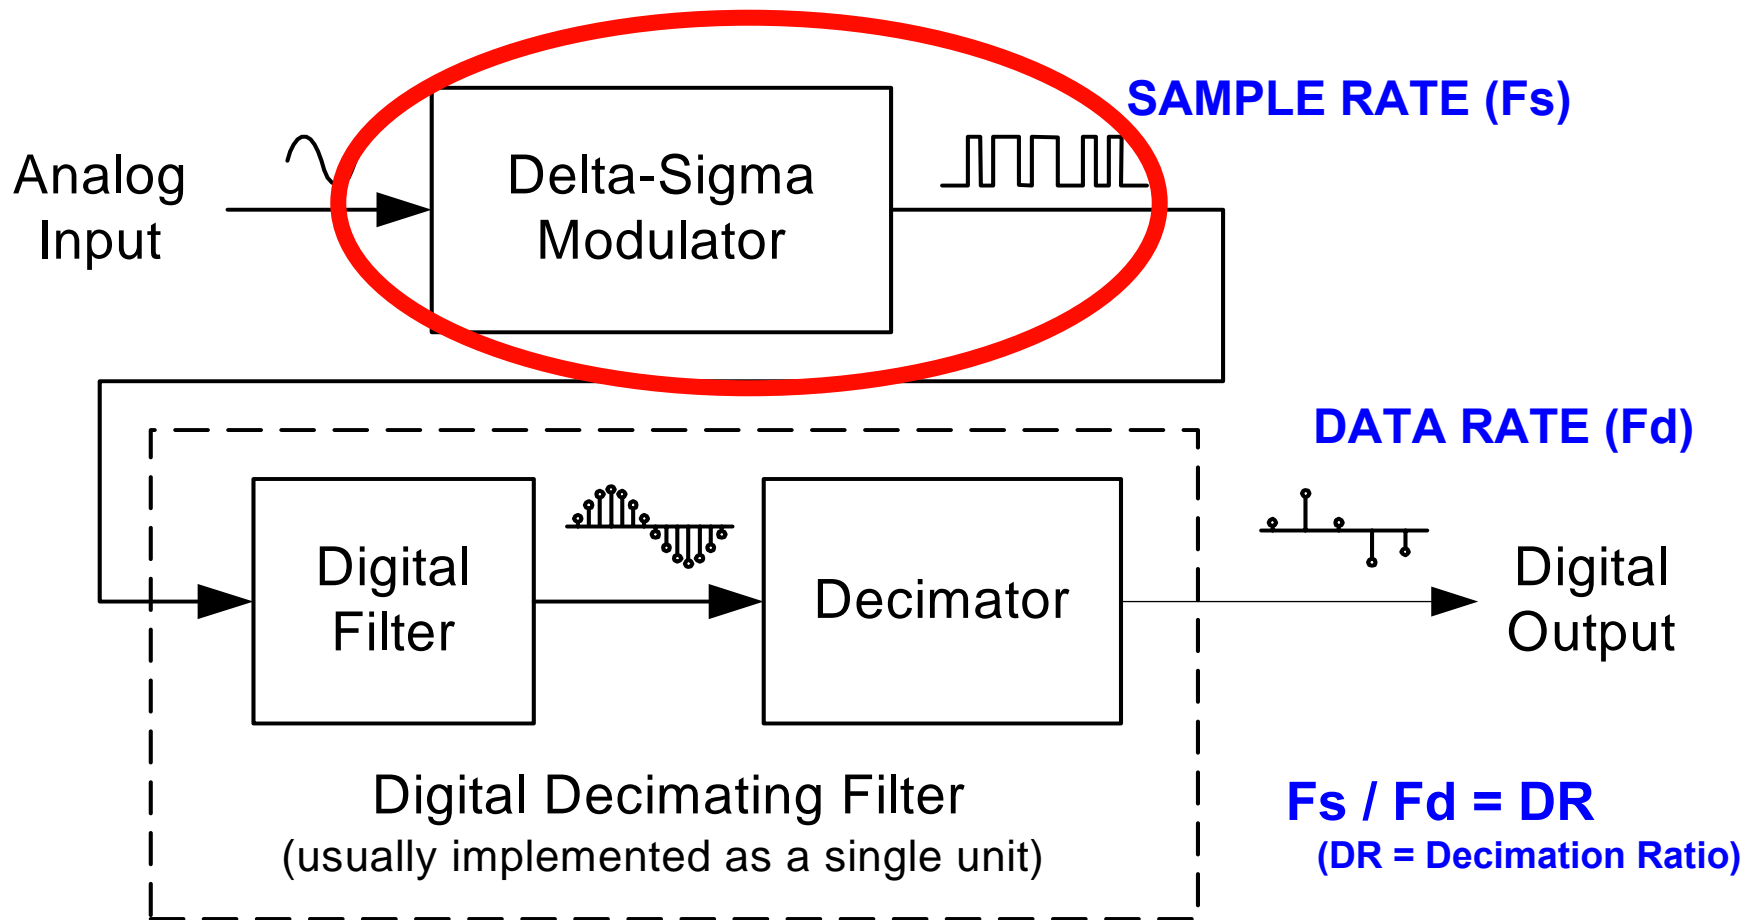 SAMPLE RATE (Fs)
Analog
Input
Delta-Sigma
Modulator
DATA RATE (Fd)
Digital
Filter
Decimator
Digital
Output
Digital Decimating Filter
(usually implemented as a single unit)
Fs / Fd = DR
(DR = Decimation Ratio)